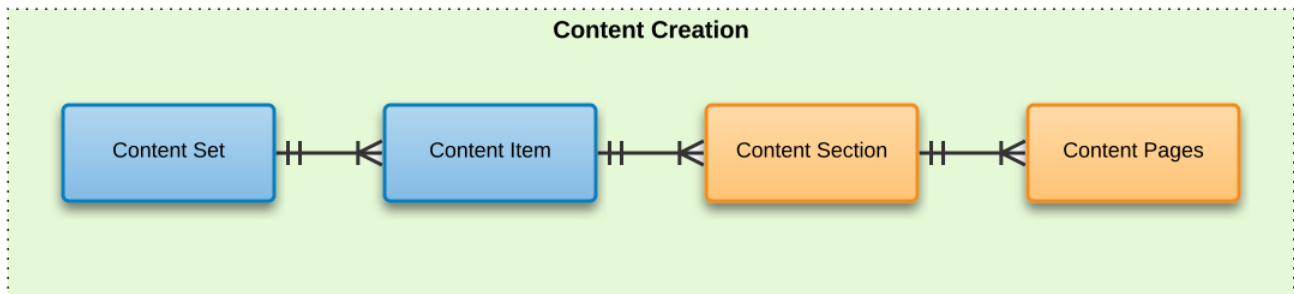 Content Creation
Content Set
Content Item
Content Section
Content Pages